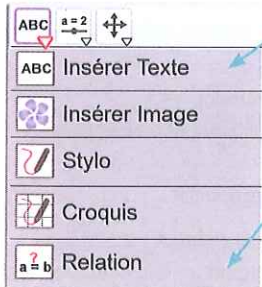 ABC a = 2
ABC Insérer Texte
Insérer Image
Stylo
Croquis
a ≟ b Relation